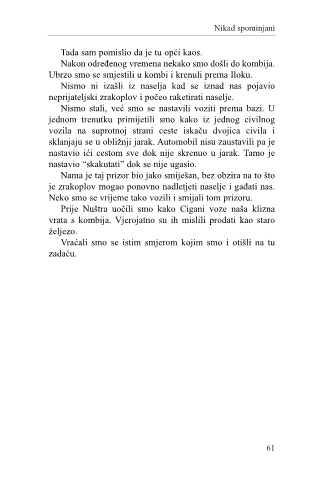 Nikad spominjani
Tada sam pomislio da je tu opći kaos.
Nakon određenog vremena nekako smo došli do kombija.
Ubrzo smo se smjestili u kombi i krenuli prema Iloku.
Nismo ni izašli iz naselja kad se iznad nas pojavio
neprijateljski zrakoplov i počeo raketirati naselje.
Nismo stali, već smo se nastavili voziti prema bazi. U
jednom trenutku primijetili smo kako iz jednog civilnog
vozila na suprotnoj strani ceste iskaču dvojica civila i
sklanjaju se u obližnji jarak. Automobil nisu zaustavili pa je
nastavio ići cestom sve dok nije skrenuo u jarak. Tamo je
nastavio “skakutati” dok se nije ugasio.
Nama je taj prizor bio jako smiješan, bez obzira na to što
je zrakoplov mogao ponovno nadletjeti naselje i gađati nas.
Neko smo se vrijeme tako vozili i smijali tom prizoru.
Prije Nuštra uočili smo kako Cigani voze naša klizna
vrata s kombija. Vjerojatno su ih mislili prodati kao staro
željezo.
Vraćali smo se istim smjerom kojim smo i otišli na tu
zadaću.
61